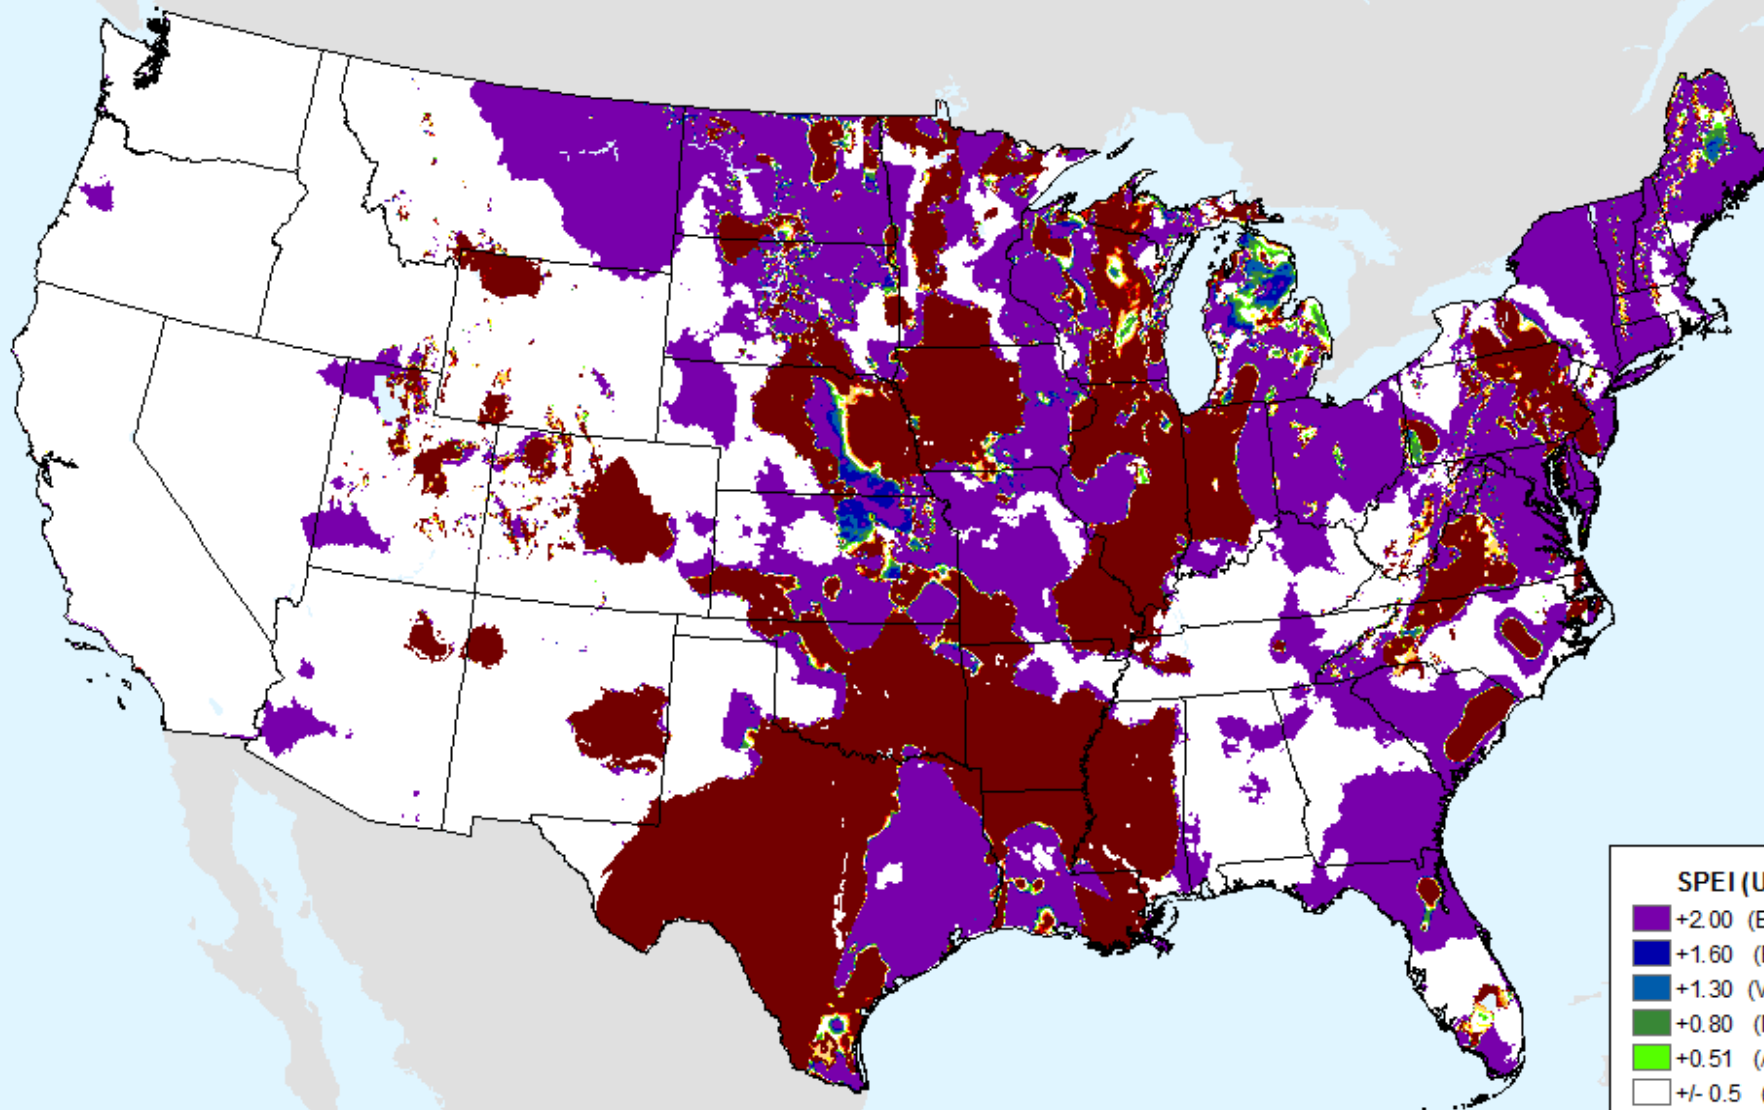 SPEI (U
+2.00 (E
+1.60 (
+1.30 (V
+0.80 (
+0.51 (
+/- 0.5 (